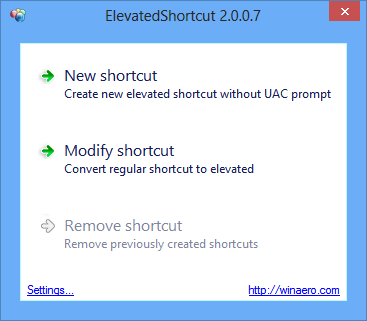 ElevatedShortcut 2.0.0.7
New shortcut
Create new elevated shortcut without UAC prompt
Modify shortcut
Convert regular shortcut to elevated
Remove shortcut
Remove previously created shortcuts
Settings... http://winaero.com